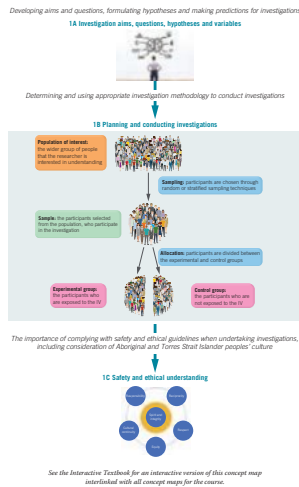 Developing aims and questions, formulating hypotheses and making predictions for investigations
1A Investigation aims, questions, hypotheses and variables
Determining and using appropriate investigation methodology to conduct investigations
1B Planning and conducting investigations
Population of interest:
the wider group of people
that the researcher is
interested in understanding
Sampling: participants are chosen through
random or stratified sampling techniques
Sample: the participants selected
from the population, who participate
in the investigation
Allocation: participants are divided between
the experimental and control groups
Experimental group:
the participants who
are exposed to the IV
Control group:
the participants who are
not exposed to the IV
The importance of complying with safety and ethical guidelines when undertaking investigations,
including consideration of Aboriginal and Torres Strait Islander peoples' culture
1C Safety and ethical understanding
See the Interactive Textbook for an interactive version of this concept map
interlinked with all concept maps for the course.